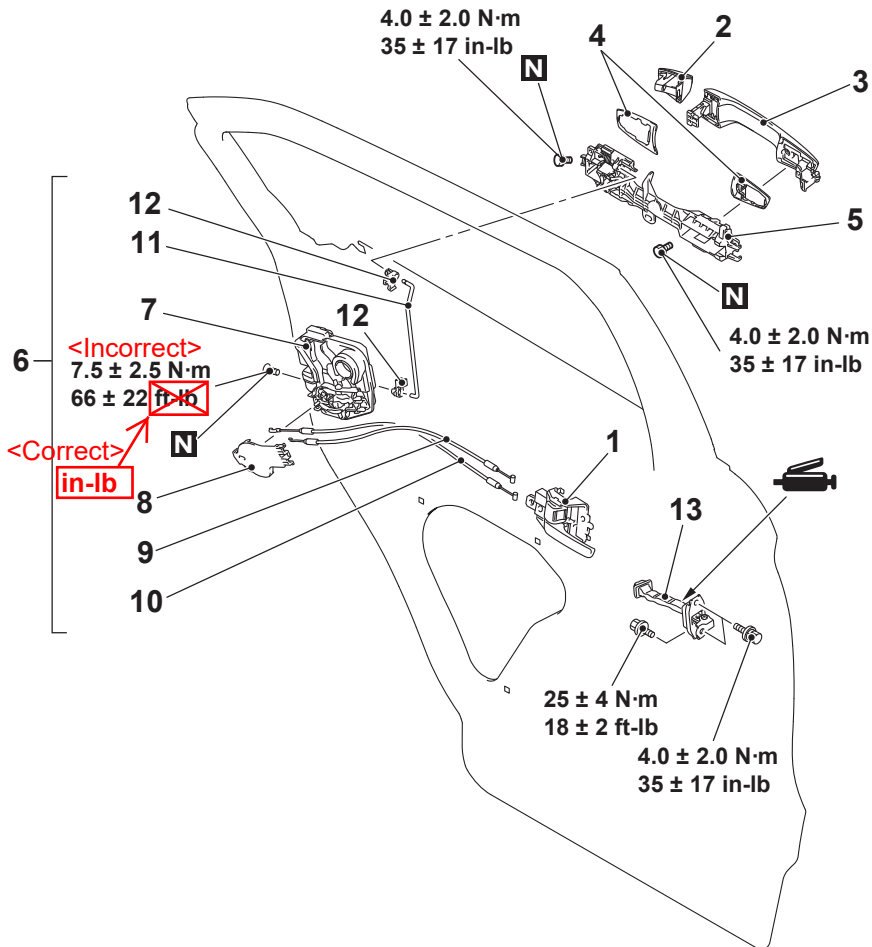 4.0 ± 2.0 N·m
35 ± 17 in-lb
N
2
4
3
5
N
4.0 ± 2.0 N·m
35 ± 17 in-lb
12
11
7
12
6
<Incorrect>
7.5 ± 2.5 N·m
66 ± 22 ft-lb
N
<Correct>
in-lb
8
9
10
1
13
25 ± 4 N·m
18 ± 2 ft-lb
4.0 ± 2.0 N·m
35 ± 17 in-lb